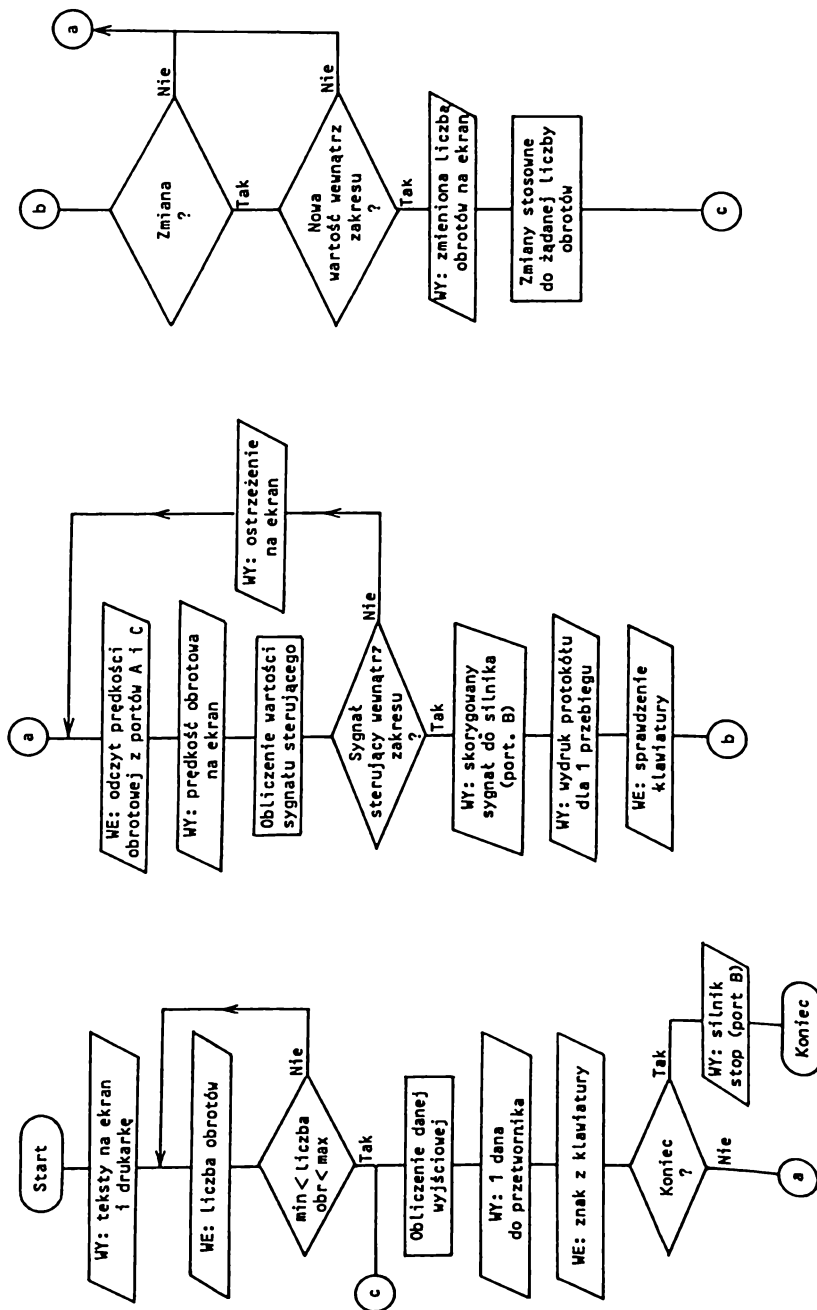 Start
WY: teksty na ekran
i drukarkę
WE: liczba obrotów
min < liczba
obr < max
Nie
Tak
c
Obliczenie danej
wyjściowej
WY: 1 dana
do przetwornika
WE: znak z klawiatury
Koniec
?
Tak
Nie
WY: silnik
stop (port B)
Koniec
a
a
WE: odczyt prędkości
obrotowej z portów A i C
WY: prędkość obrotowa
na ekran
Obliczenie wartości
sygnału sterującego
WY: ostrzeżenie
na ekran
Sygnał
sterujący wewnątrz
zakresu
?
Nie
Tak
WY: skorygowany
sygnał do silnika
(port. B)
WY: wydruk protokółu
dla 1 przebiegu
WE: sprawdzenie
klawiatury
b
b
a
Zmiana
?
Nie
Tak
Nowa
wartość wewnątrz
zakresu
?
Nie
Tak
WY: zmieniona liczba
obrotów na ekran
Zmiany stosowne
do żądanej liczby
obrotów
c